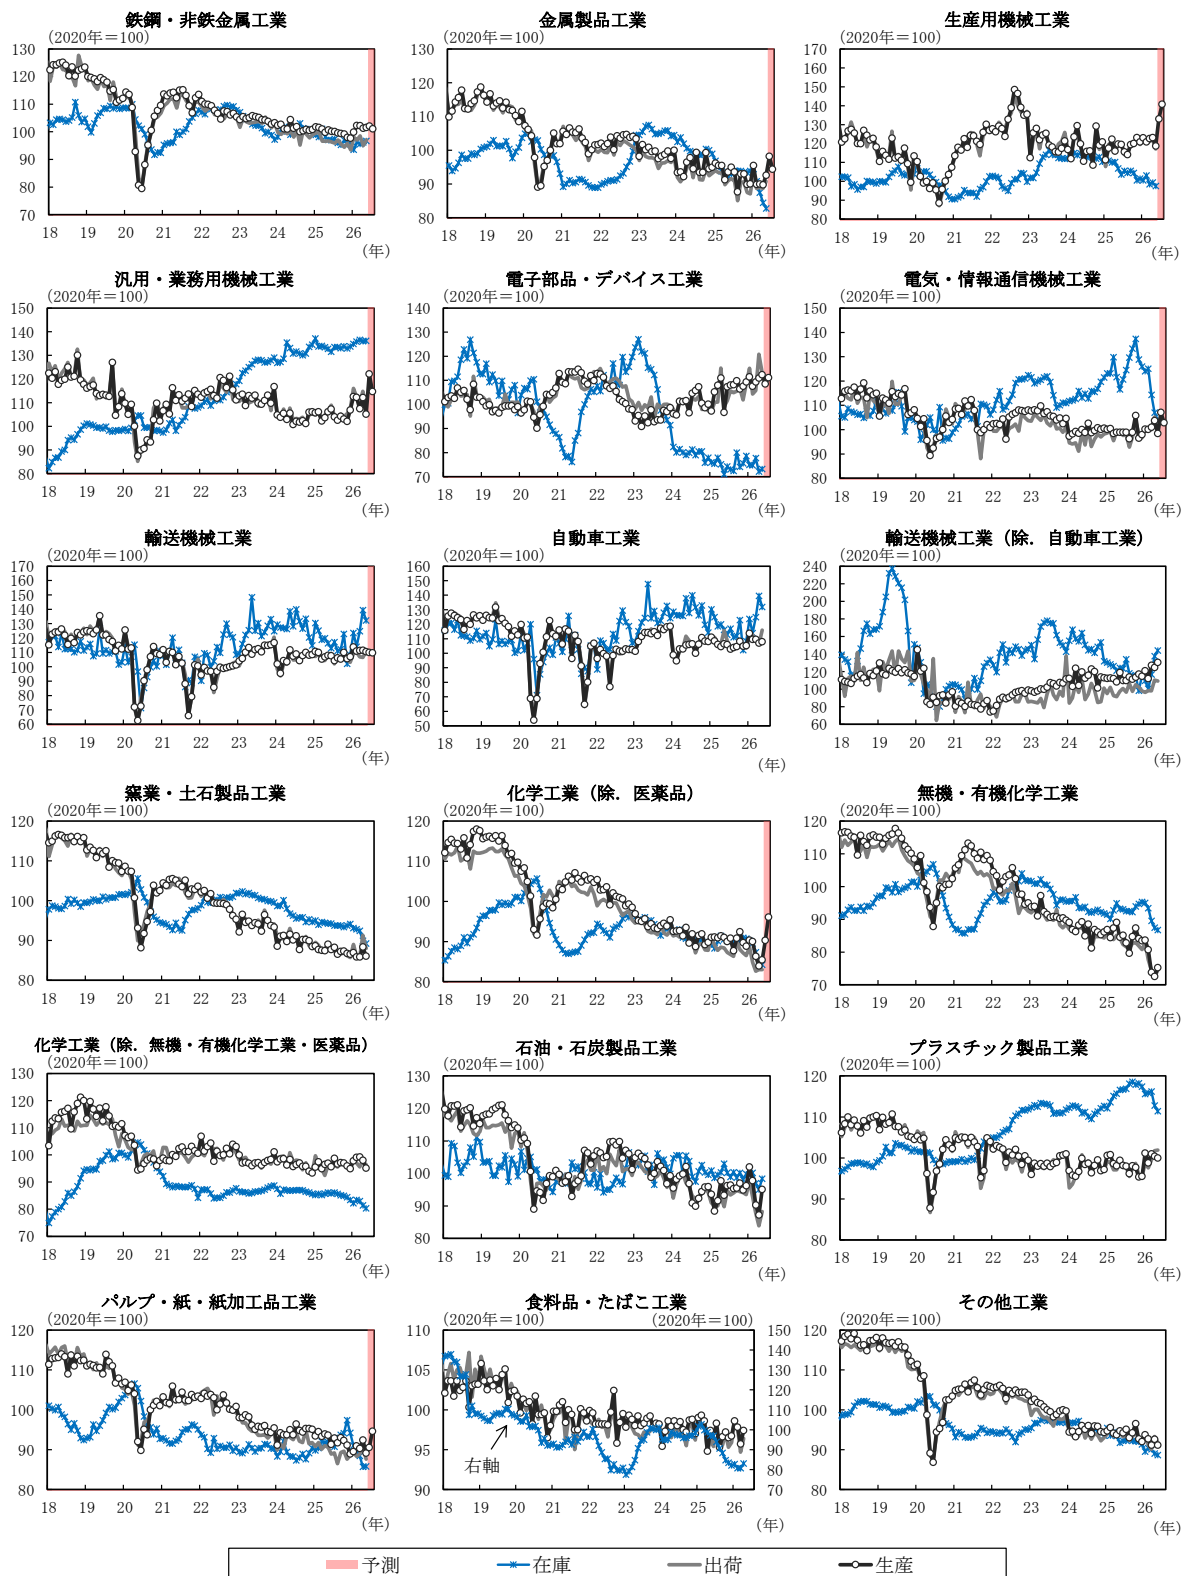 鉄鋼・非鉄金属工業
(2020年＝100)
130
120
110
100
90
80
70
18 19 20 21 22 23 24 25 26
(年)
金属製品工業
(2020年＝100)
130
120
110
100
90
80
18 19 20 21 22 23 24 25 26
(年)
生産用機械工業
(2020年＝100)
170
160
150
140
130
120
110
100
90
80
18 19 20 21 22 23 24 25 26
(年)
汎用・業務用機械工業
(2020年＝100)
150
140
130
120
110
100
90
80
18 19 20 21 22 23 24 25 26
(年)
電子部品・デバイス工業
(2020年＝100)
140
130
120
110
100
90
80
70
18 19 20 21 22 23 24 25 26
(年)
電気・情報通信機械工業
(2020年＝100)
150
140
130
120
110
100
90
80
18 19 20 21 22 23 24 25 26
(年)
輸送機械工業
(2020年＝100)
170
160
150
140
130
120
110
100
90
80
70
60
18 19 20 21 22 23 24 25 26
(年)
自動車工業
(2020年＝100)
160
150
140
130
120
110
100
90
80
70
60
50
18 19 20 21 22 23 24 25 26
(年)
輸送機械工業（除．自動車工業）
(2020年＝100)
240
220
200
180
160
140
120
100
80
60
18 19 20 21 22 23 24 25 26
(年)
窯業・土石製品工業
(2020年＝100)
120
110
100
90
80
18 19 20 21 22 23 24 25 26
(年)
化学工業（除．医薬品）
(2020年＝100)
120
110
100
90
80
18 19 20 21 22 23 24 25 26
(年)
無機・有機化学工業
(2020年＝100)
120
110
100
90
80
70
18 19 20 21 22 23 24 25 26
(年)
化学工業（除．無機・有機化学工業・医薬品）
(2020年＝100)
130
120
110
100
90
80
70
18 19 20 21 22 23 24 25 26
(年)
石油・石炭製品工業
(2020年＝100)
130
120
110
100
90
80
18 19 20 21 22 23 24 25 26
(年)
プラスチック製品工業
(2020年＝100)
120
110
100
90
80
18 19 20 21 22 23 24 25 26
(年)
パルプ・紙・紙加工品工業
(2020年＝100)
120
110
100
90
80
18 19 20 21 22 23 24 25 26
(年)
食料品・たばこ工業
(2020年＝100) (2020年＝100)
110
105
100
95
90
150
140
130
120
110
100
90
80
70
右軸
18 19 20 21 22 23 24 25 26
(年)
その他工業
(2020年＝100)
120
110
100
90
80
18 19 20 21 22 23 24 25 26
(年)
予測 在庫 出荷 生産